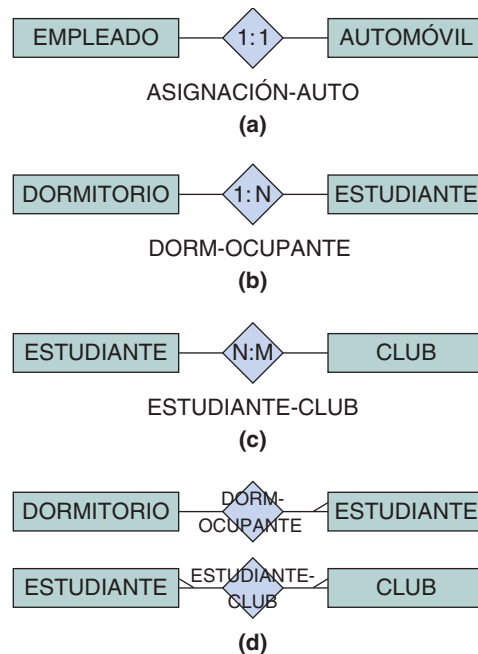 EMPLEADO 1:1 AUTOMÓVIL
ASIGNACIÓN-AUTO
(a)
DORMITORIO 1:N ESTUDIANTE
DORM-OCUPANTE
(b)
ESTUDIANTE N:M CLUB
ESTUDIANTE-CLUB
(c)
DORMITORIO DORM-
OCUPANTE ESTUDIANTE
ESTUDIANTE ESTUDIANTE-
CLUB CLUB
(d)